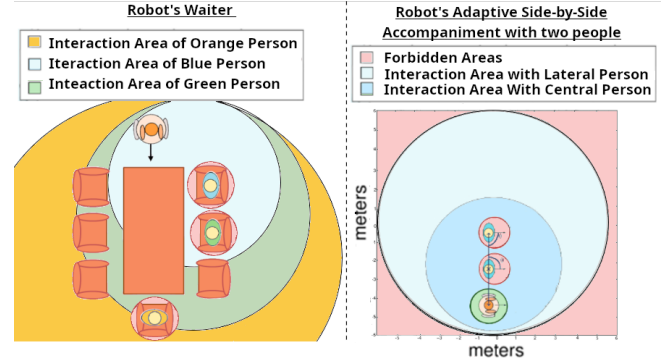 Robot's Waiter
Interaction Area of Orange Person
Iteraction Area of Blue Person
Inteaction Area of Green Person
Robot's Adaptive Side-by-Side
Accompaniment with two people
Forbidden Areas
Interaction Area with Lateral Person
Interaction Area With Central Person
meters
meters